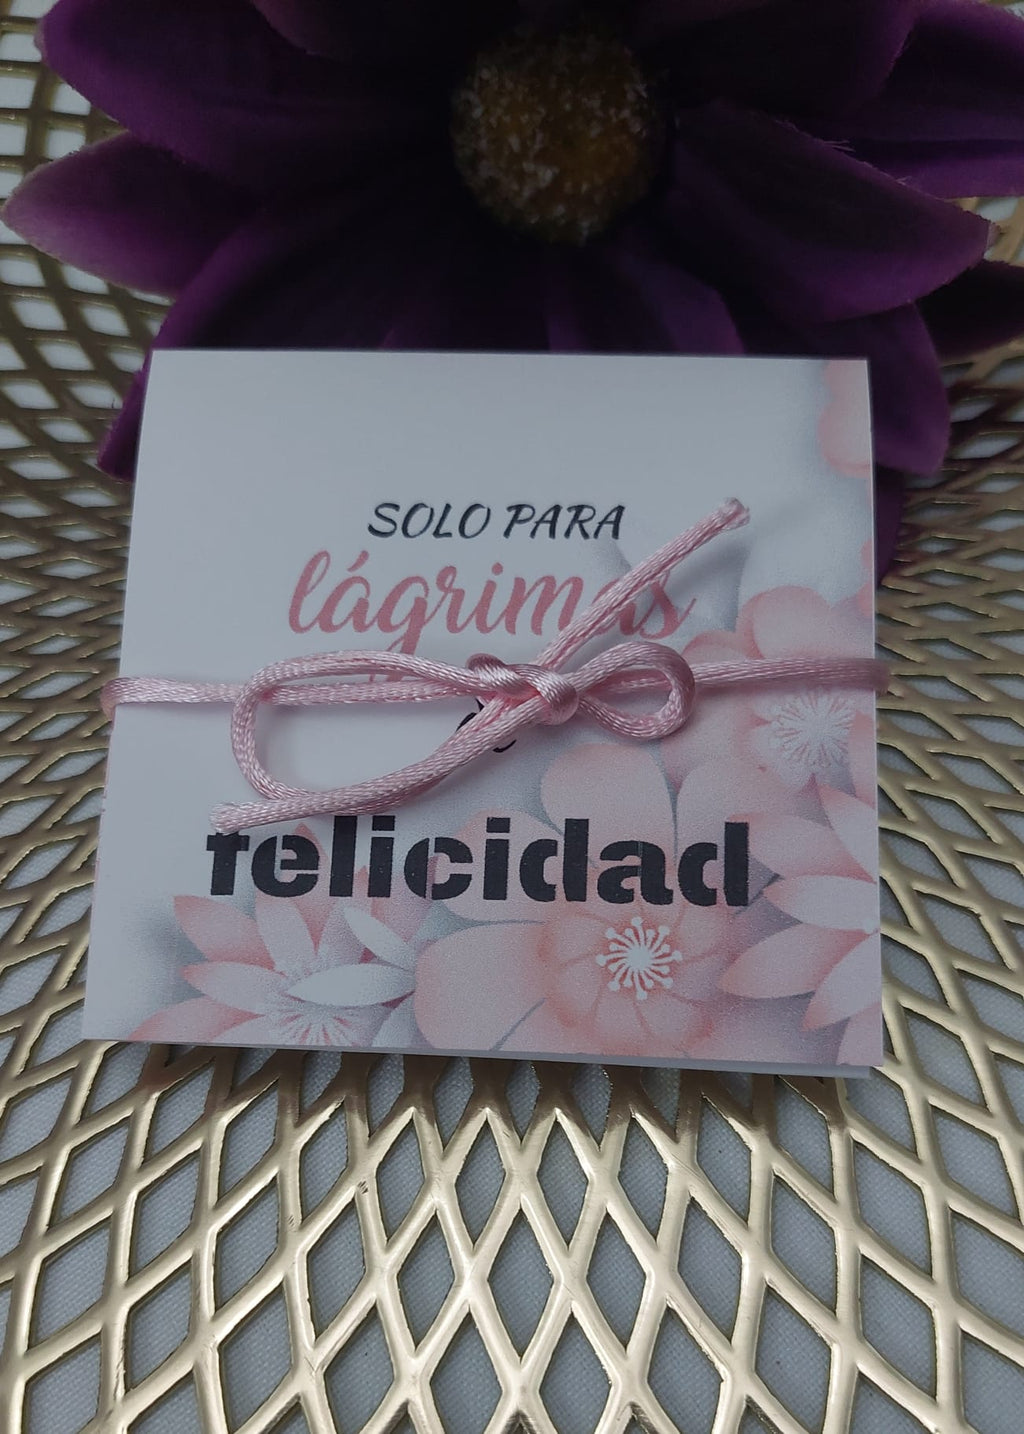 SOLO PARA
lágrimas
felicidad